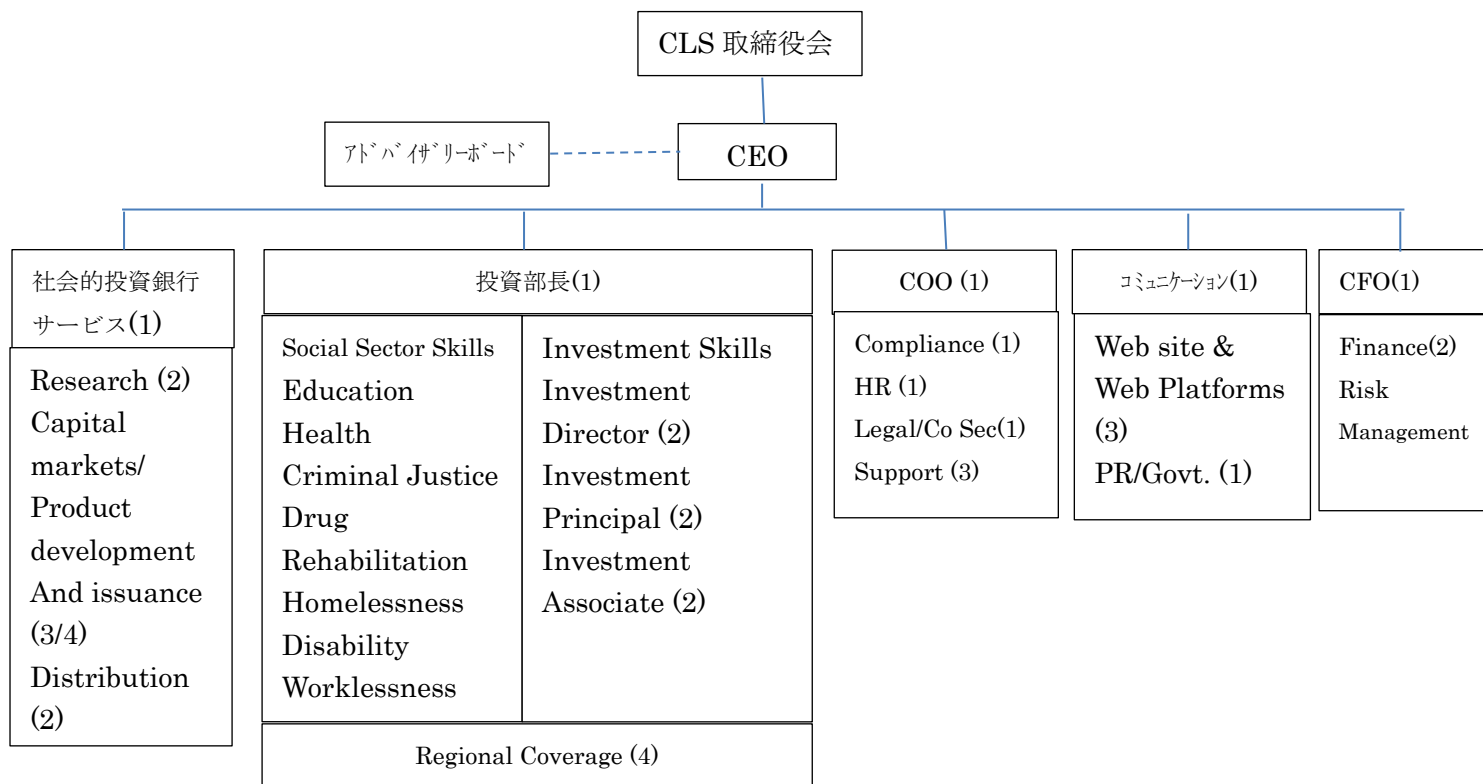 CLS 取締役会
ｱﾄﾞﾊﾞｲｻﾞﾘｰﾎﾞｰﾄﾞ
CEO
社会的投資銀行
サービス(1)
Research (2)
Capital
markets/
Product
development
And issuance
(3/4)
Distribution
(2)
投資部長(1)
Social Sector Skills
Education
Health
Criminal Justice
Drug
Rehabilitation
Homelessness
Disability
Worklessness
Investment Skills
Investment
Director (2)
Investment
Principal (2)
Investment
Associate (2)
Regional Coverage (4)
COO (1)
Compliance (1)
HR (1)
Legal/Co Sec(1)
Support (3)
ｺﾐｭﾆｹｰｼｮﾝ(1)
Web site &
Web Platforms
(3)
PR/Govt. (1)
CFO(1)
Finance(2)
Risk
Management